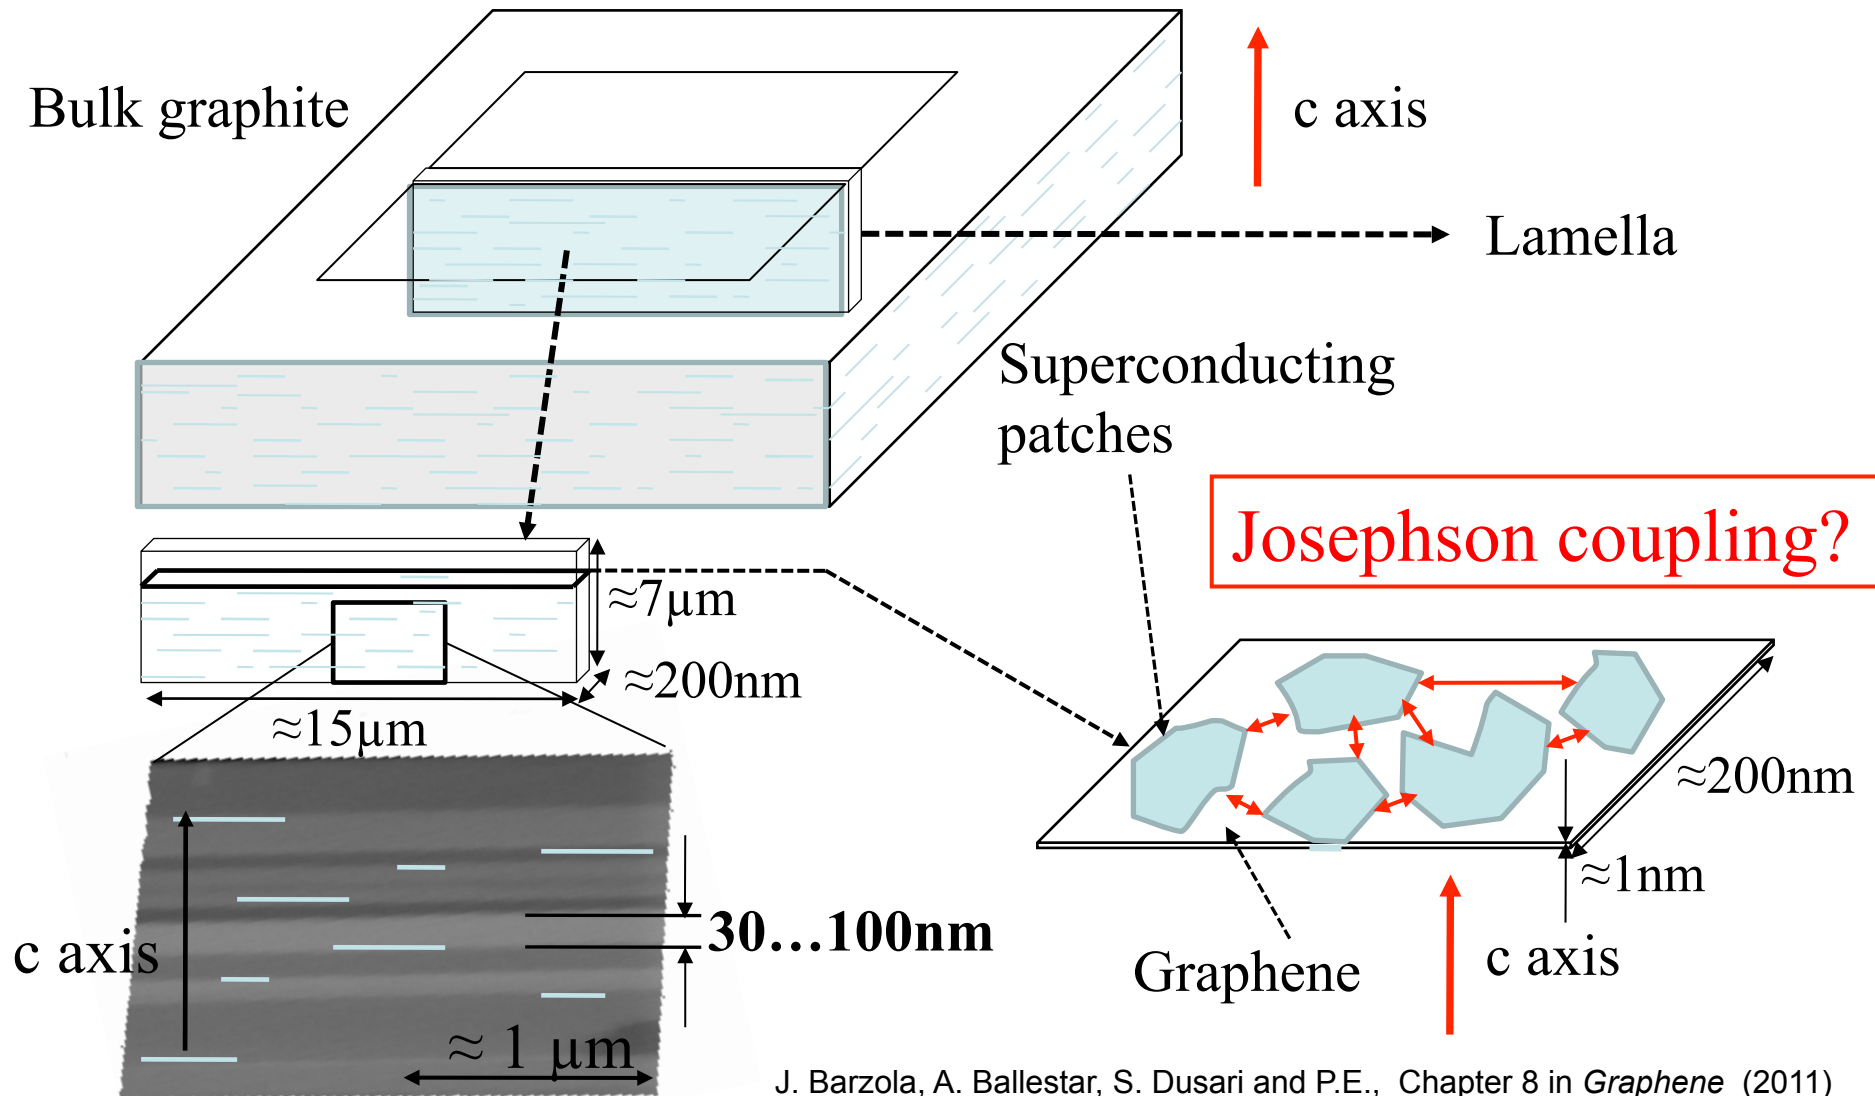 Bulk graphite
c axis
Lamella
Superconducting
patches
Josephson coupling?
≈7μm
≈200nm
≈15μm
≈200nm
≈1nm
30…100nm
c axis
Graphene
c axis
≈ 1 μm
J. Barzola, A. Ballestar, S. Dusari and P.E., Chapter 8 in Graphene (2011)